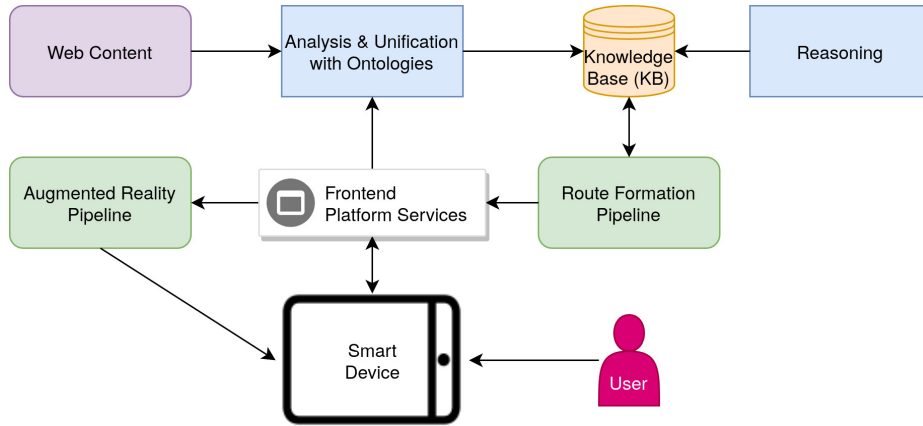 Web Content
Analysis & Unification
with Ontologies
Knowledge
Base (KB)
Reasoning
Augmented Reality
Pipeline
Frontend
Platform Services
Route Formation
Pipeline
Smart
Device
User